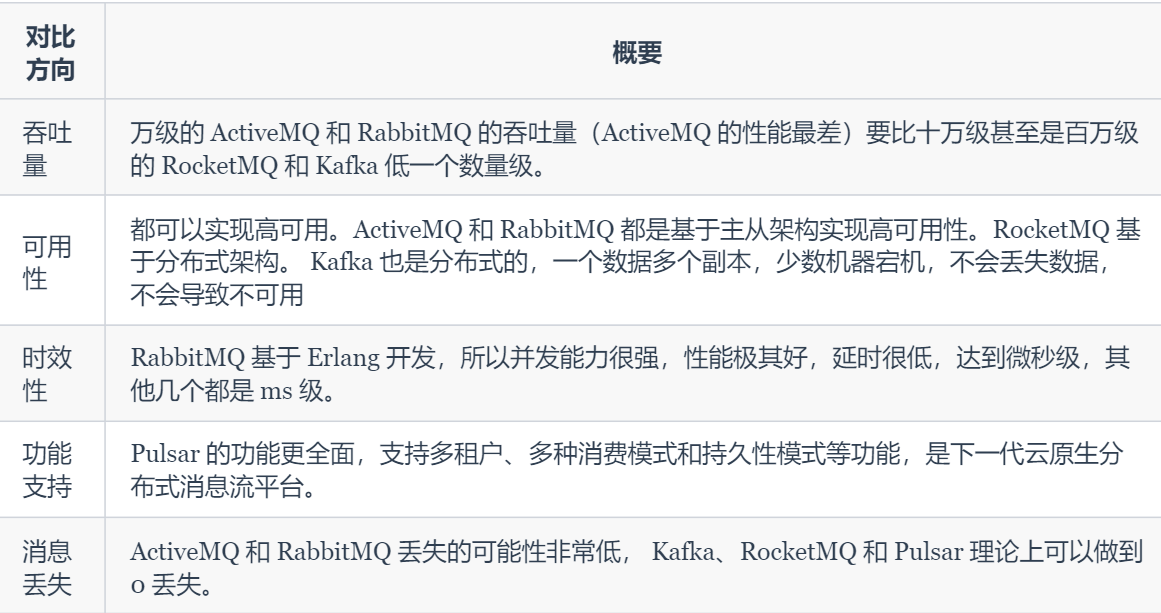 对比
方向
概要
吞吐
量
万级的 ActiveMQ 和 RabbitMQ 的吞吐量（ActiveMQ 的性能最差）要比十万级甚至是百万级
的 RocketMQ 和 Kafka 低一个数量级。
可用
性
都可以实现高可用。ActiveMQ 和 RabbitMQ 都是基于主从架构实现高可用性。RocketMQ 基
于分布式架构。 Kafka 也是分布式的，一个数据多个副本，少数机器宕机，不会丢失数据，
不会导致不可用
时效
性
RabbitMQ 基于 Erlang 开发，所以并发能力很强，性能极其好，延时很低，达到微秒级，其
他几个都是 ms 级。
功能
支持
Pulsar 的功能更全面，支持多租户、多种消费模式和持久性模式等功能，是下一代云原生分
布式消息流平台。
消息
丢失
ActiveMQ 和 RabbitMQ 丢失的可能性非常低， Kafka、RocketMQ 和 Pulsar 理论上可以做到
0 丢失。